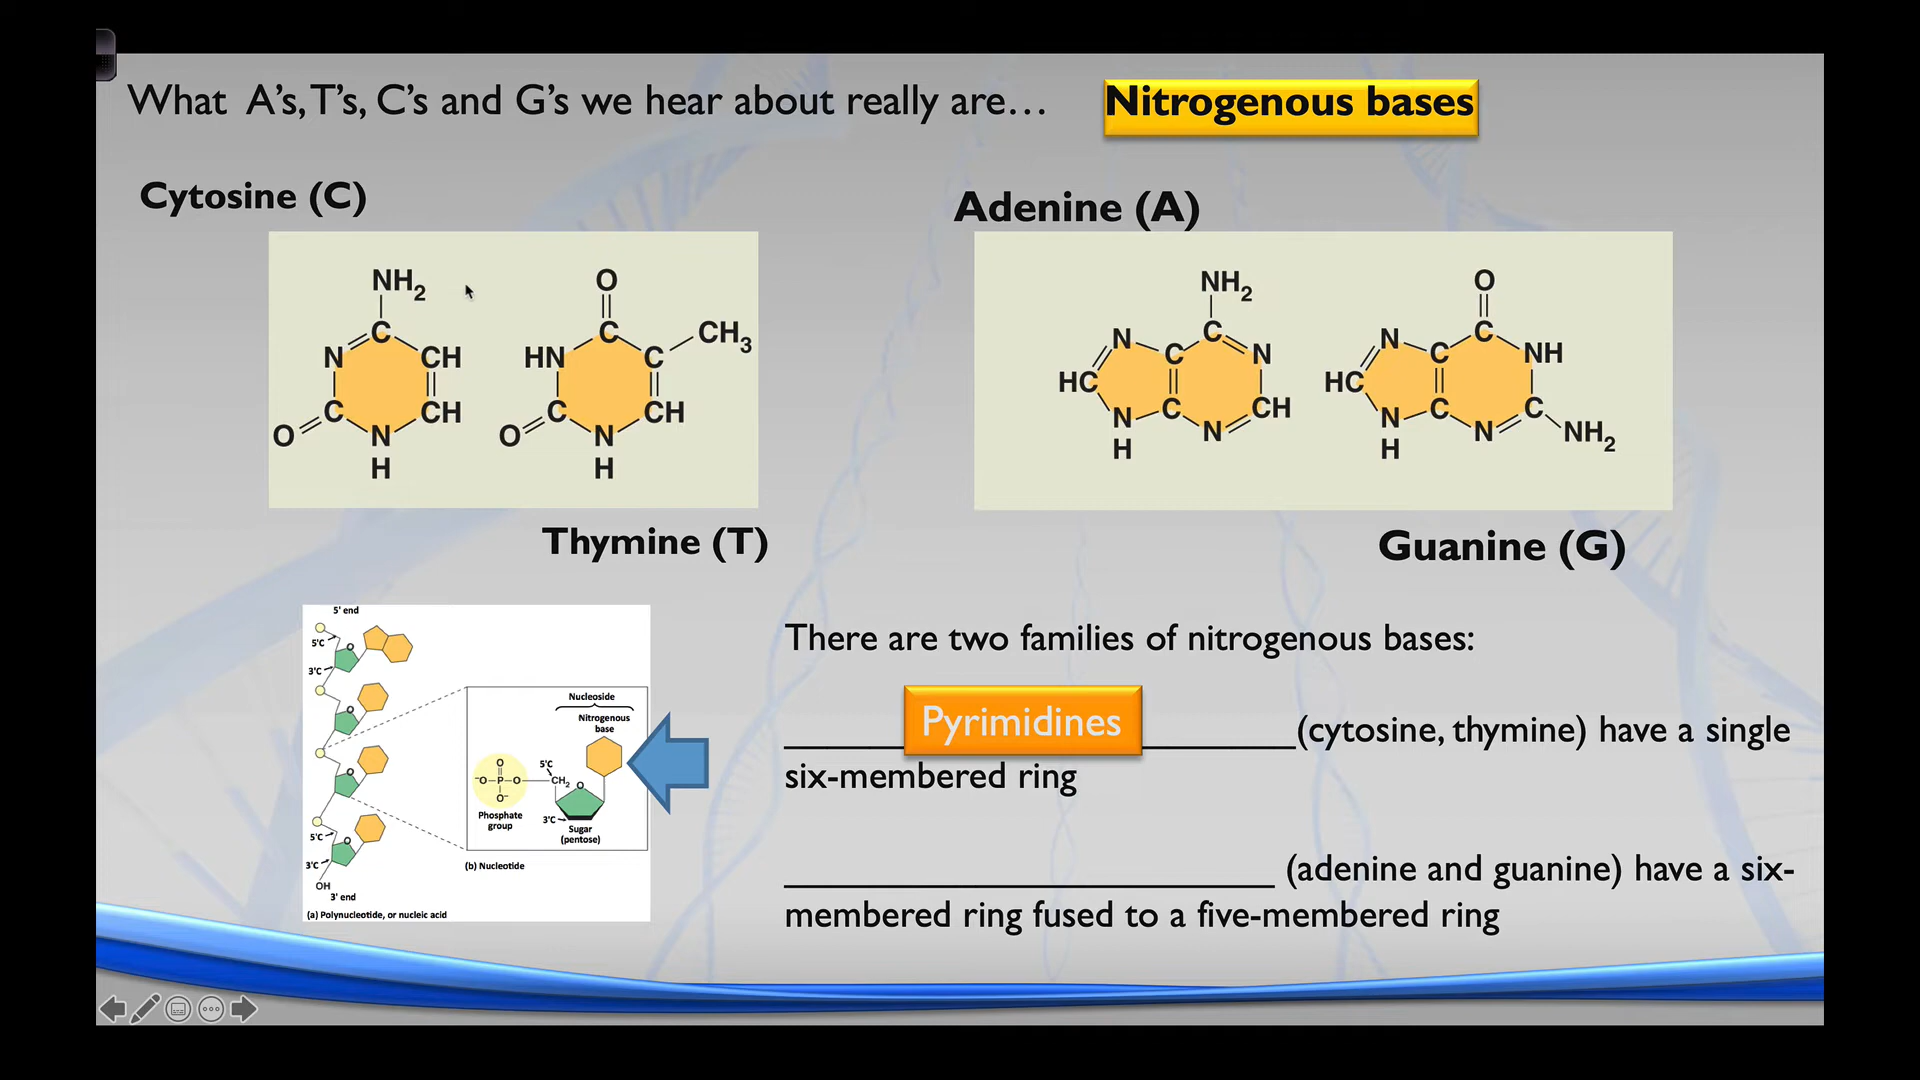 What A's, T's, C's and G's we hear about really are... Nitrogenous bases
Cytosine (C)
Adenine (A)
NH2
N
C
CH
CH
N
H
C
O
O
C
CH3
HN
C
CH
N
H
C
O
NH2
N
C
N
C
HC
C
CH
N
H
N
O
N
C
NH
C
HC
C
C
N
H
N
NH2
Thymine (T)
Guanine (G)
5' end
5'C
O
3'C
O
O
5'C
O
3'C
OH
3' end
(a) Polynucleotide, or nucleic acid
Nucleoside
Nitrogenous
base
O
−O
P
O
O−
5'C
CH2
O
3'C
Phosphate
group
Sugar
(pentose)
(b) Nucleotide
There are two families of nitrogenous bases:
Pyrimidines (cytosine, thymine) have a single
six-membered ring
(adenine and guanine) have a six-
membered ring fused to a five-membered ring